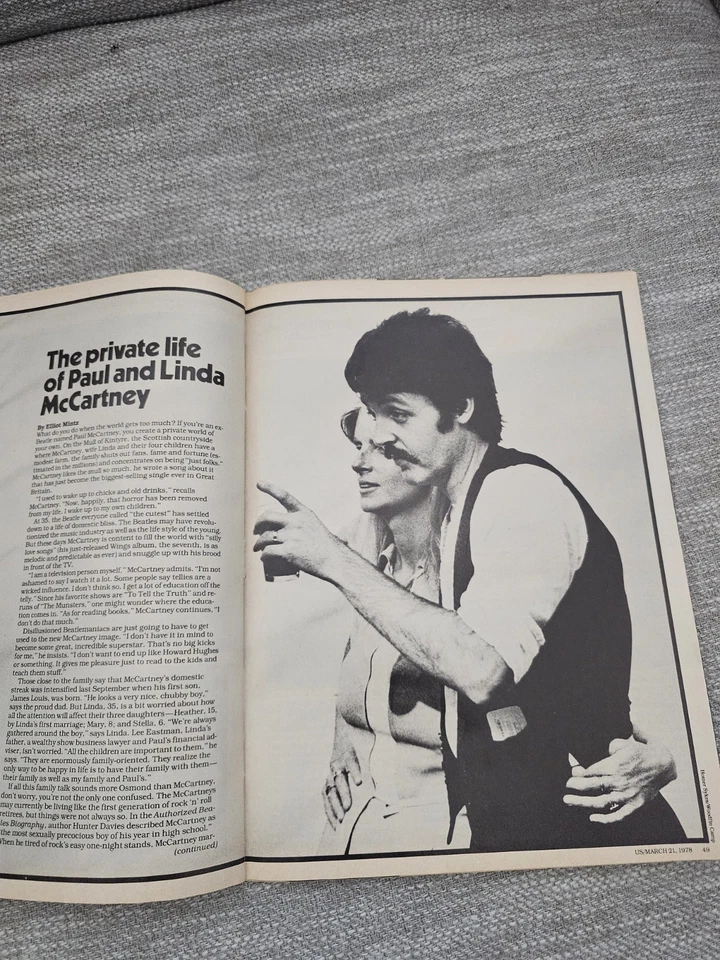 The private life
of Paul and Linda
McCartney
By Elliot Mintz
What do you do when the world gets too much? If you're an ex-
Beatle named Paul McCartney, you create a private world of
your own. On the Mull of Kintyre, the Scottish countryside
where McCartney, wife Linda and their four children have a
modest farm, the family shuts out fans, fame and fortune (es-
timated in the millions) and concentrates on being "just folks."
McCartney likes the mull so much, he wrote a song about it
that has just become the biggest-selling single ever in Great
Britain.
"I used to wake up to chicks and old drinks," recalls
McCartney. "Now, happily, that horror has been removed
from my life. I wake up to my own children."
At 35, the Beatle everyone called "the cutest" has settled
down to a life of domestic bliss. The Beatles may have revolu-
tionized the music industry as well as the life style of the young.
But these days McCartney is content to fill the world with "silly
love songs" (his just-released Wings album, the seventh, is as
melodic and predictable as ever) and snuggle up with his brood
in front of the TV.
"I am a television person myself," McCartney admits. "I'm not
ashamed to say I watch it a lot. Some people say tellies are a
wicked influence. I don't think so. I get a lot of education off the
telly." Since his favorite shows are "To Tell the Truth" and re-
runs of "The Munsters," one might wonder where the educa-
tion comes in. "As for reading books," McCartney continues, "I
don't do that much."
Disillusioned Beatlemaniacs are just going to have to get
used to the new McCartney image. "I don't have it in mind to
become some great, incredible superstar. That's no big kicks
for me," he insists. "I don't want to end up like Howard Hughes
or something. It gives me pleasure just to read to the kids and
teach them stuff."
Those close to the family say that McCartney's domestic
streak was intensified last September when his first son,
James Louis, was born. "He looks a very nice, chubby boy,"
says the proud dad. But Linda, 35, is a bit worried about how
all the attention will affect their three daughters—Heather, 15,
by Linda's first marriage; Mary, 8; and Stella, 6. "We're always
gathered around the boy," says Linda. Lee Eastman, Linda's
father, a wealthy show business lawyer and Paul's financial ad-
viser, isn't worried. "All the children are important to them," he
says. "They are enormously family-oriented. They realize the
only way to be happy in life is to have their family with them—
their family as well as my family and Paul's."
If all this family talk sounds more Osmond than McCartney,
don't worry, you're not the only one confused. The McCartneys
may currently be living like the first generation of rock 'n' roll
retirees, but things were not always so. In the Authorized Bea-
les Biography, author Hunter Davies described McCartney as
the most sexually precocious boy of his year in high school."
When he tired of rock's easy one-night stands, McCartney mar-
(continued)
US/MARCH 21, 1978 49